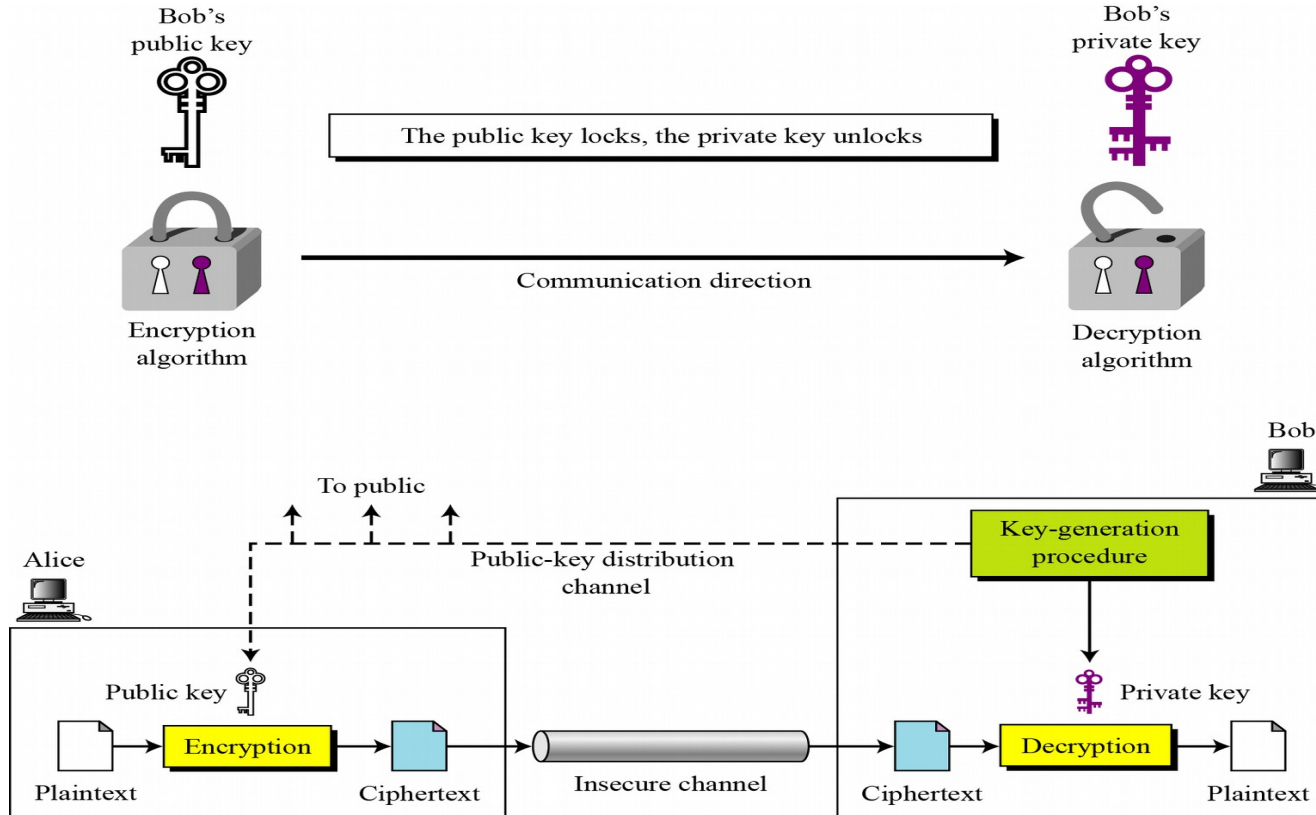 Bob's
public key
Bob's
private key
The public key locks, the private key unlocks
Communication direction
Encryption
algorithm
Decryption
algorithm
Bob
To public
Key-generation
procedure
Public-key distribution
channel
Alice
Public key
Private key
Encryption
Decryption
Plaintext
Ciphertext
Insecure channel
Ciphertext
Plaintext